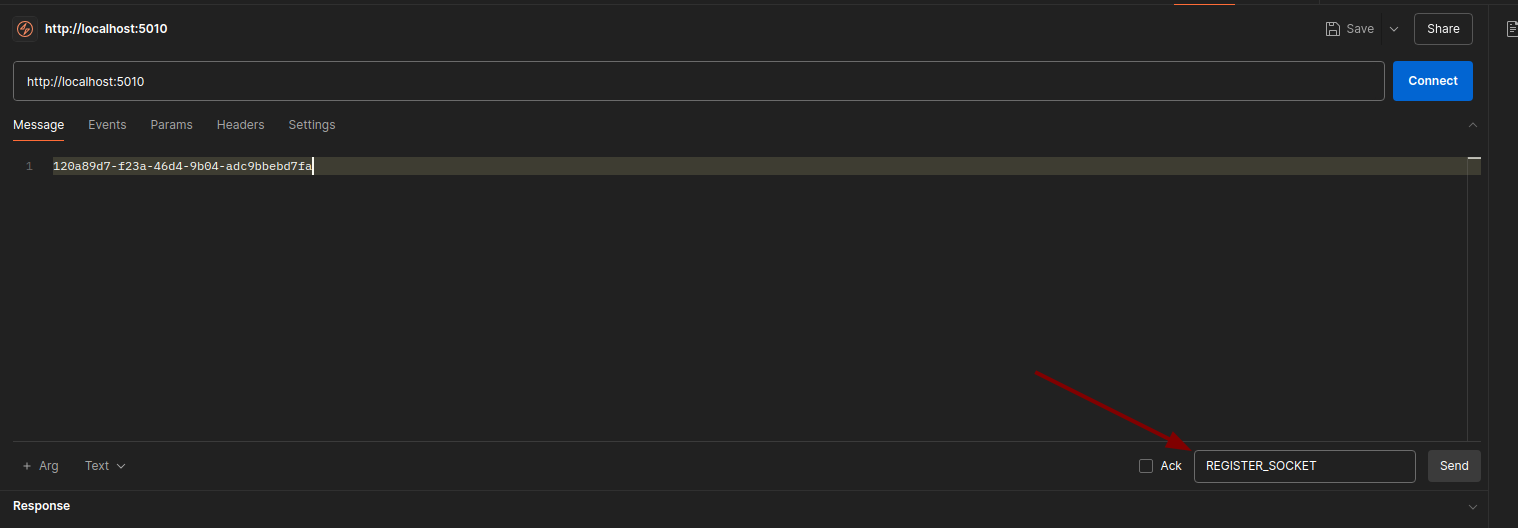 http://localhost:5010
Save
Share
http://localhost:5010
Connect
Message Events Params Headers Settings
1 120a89d7-f23a-46d4-9b04-adc9bbebd7fa
+ Arg Text Ack REGISTER_SOCKET Send
Response